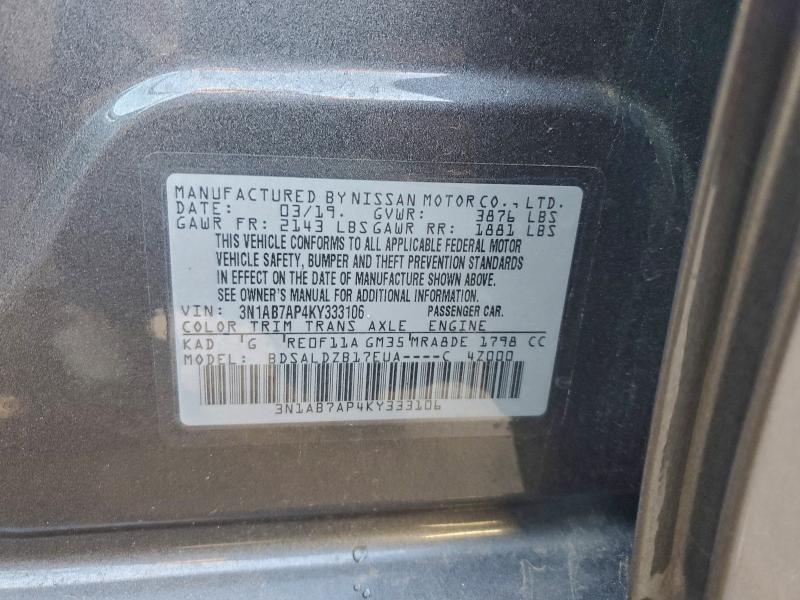 MANUFACTURED BY NISSAN MOTOR CO., LTD.
DATE: 03/19. GVWR: 3876 LBS
GAWR FR: 2143 LBS GAWR RR: 1881 LBS
THIS VEHICLE CONFORMS TO ALL APPLICABLE FEDERAL MOTOR
VEHICLE SAFETY, BUMPER AND THEFT PREVENTION STANDARDS
IN EFFECT ON THE DATE OF MANUFACTURE SHOWN ABOVE.
SEE OWNER'S MANUAL FOR ADDITIONAL INFORMATION.
VIN: 3N1AB7AP4KY333106 PASSENGER CAR.
COLOR TRIM TRANS AXLE ENGINE
KAD 'G 'RE0F11A GM35'MRA8DE 1798 CC
MODEL: BDSALDZB17EUA----C 4Z000
3N1AB7AP4KY333106